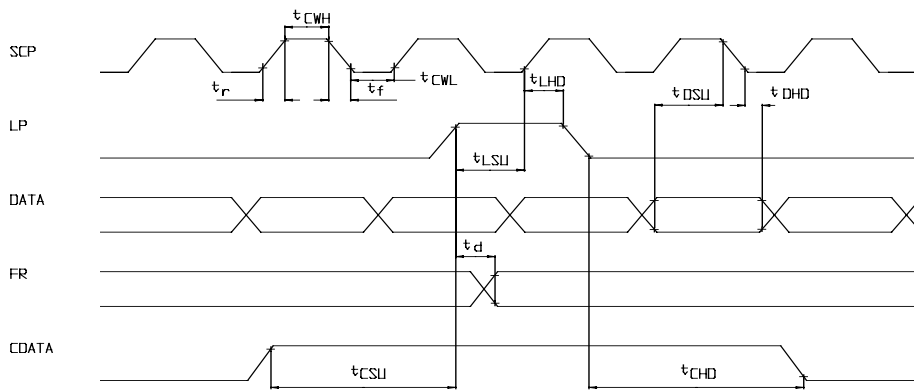 tCWH
SCP
tr
tf
tCWL
tLHD
tDSU
tDHD
LP
tLSU
DATA
td
FR
CDATA
tCSU
tCHD